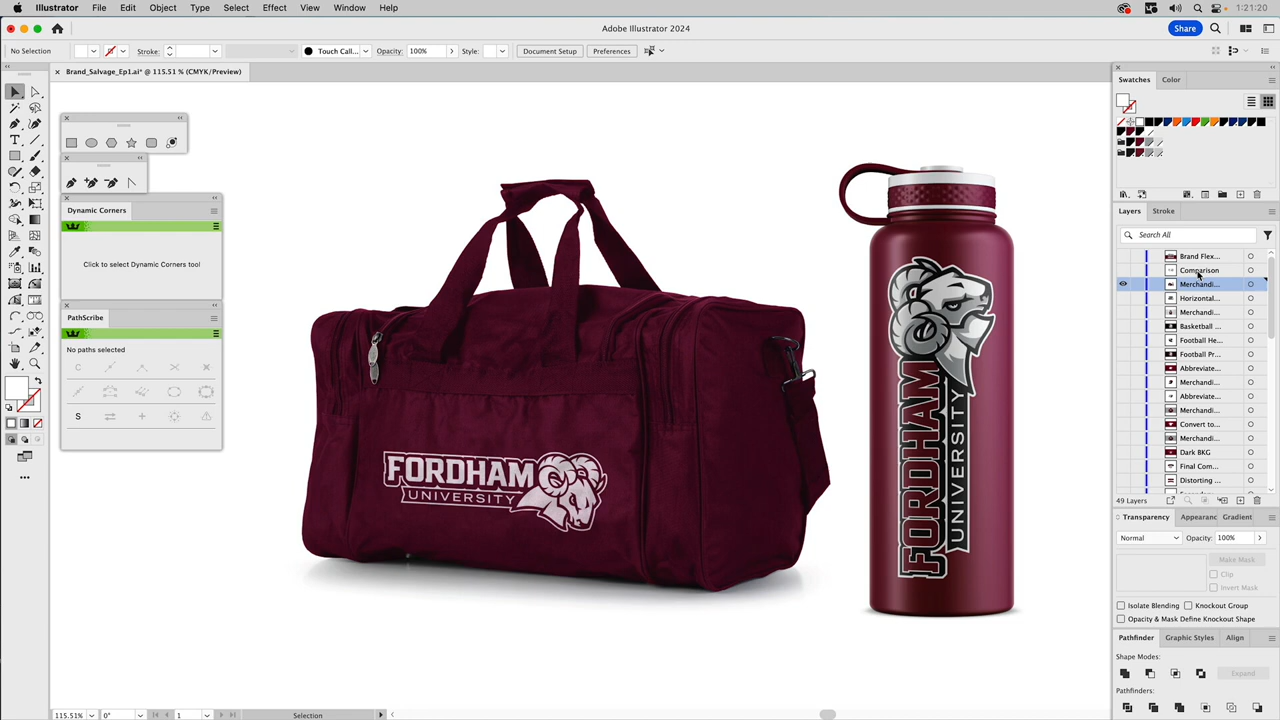 Illustrator File Edit Object Type Select Effect View Window Help 1:21:20
Adobe Illustrator 2024
Share
No Selection Stroke: Touch Call... Opacity: 100% Style: Document Setup Preferences
Brand_Salvage_Ep1.ai* @ 115.51 % (CMYK/Preview)
Dynamic Corners
Click to select Dynamic Corners tool
PathScribe
No paths selected
C
S
FORDHAM
UNIVERSITY
FORDHAM
UNIVERSITY
Swatches Color
Layers Stroke
Search All
Brand Flex...
Comparison
Merchandi...
Horizontal...
Merchandi...
Basketball ...
Football He...
Football Pr...
Abbreviate...
Merchandi...
Abbreviate...
Merchandi...
Convert to...
Merchandi...
Dark BKG
Final Com...
Distorting ...
49 Layers
Transparency Appearanc Gradient
Normal Opacity: 100%
Make Mask
Clip
Invert Mask
Isolate Blending Knockout Group
Opacity & Mask Define Knockout Shape
Pathfinder Graphic Styles Align
Shape Modes:
Expand
Pathfinders:
115.51% 0° 1 Selection